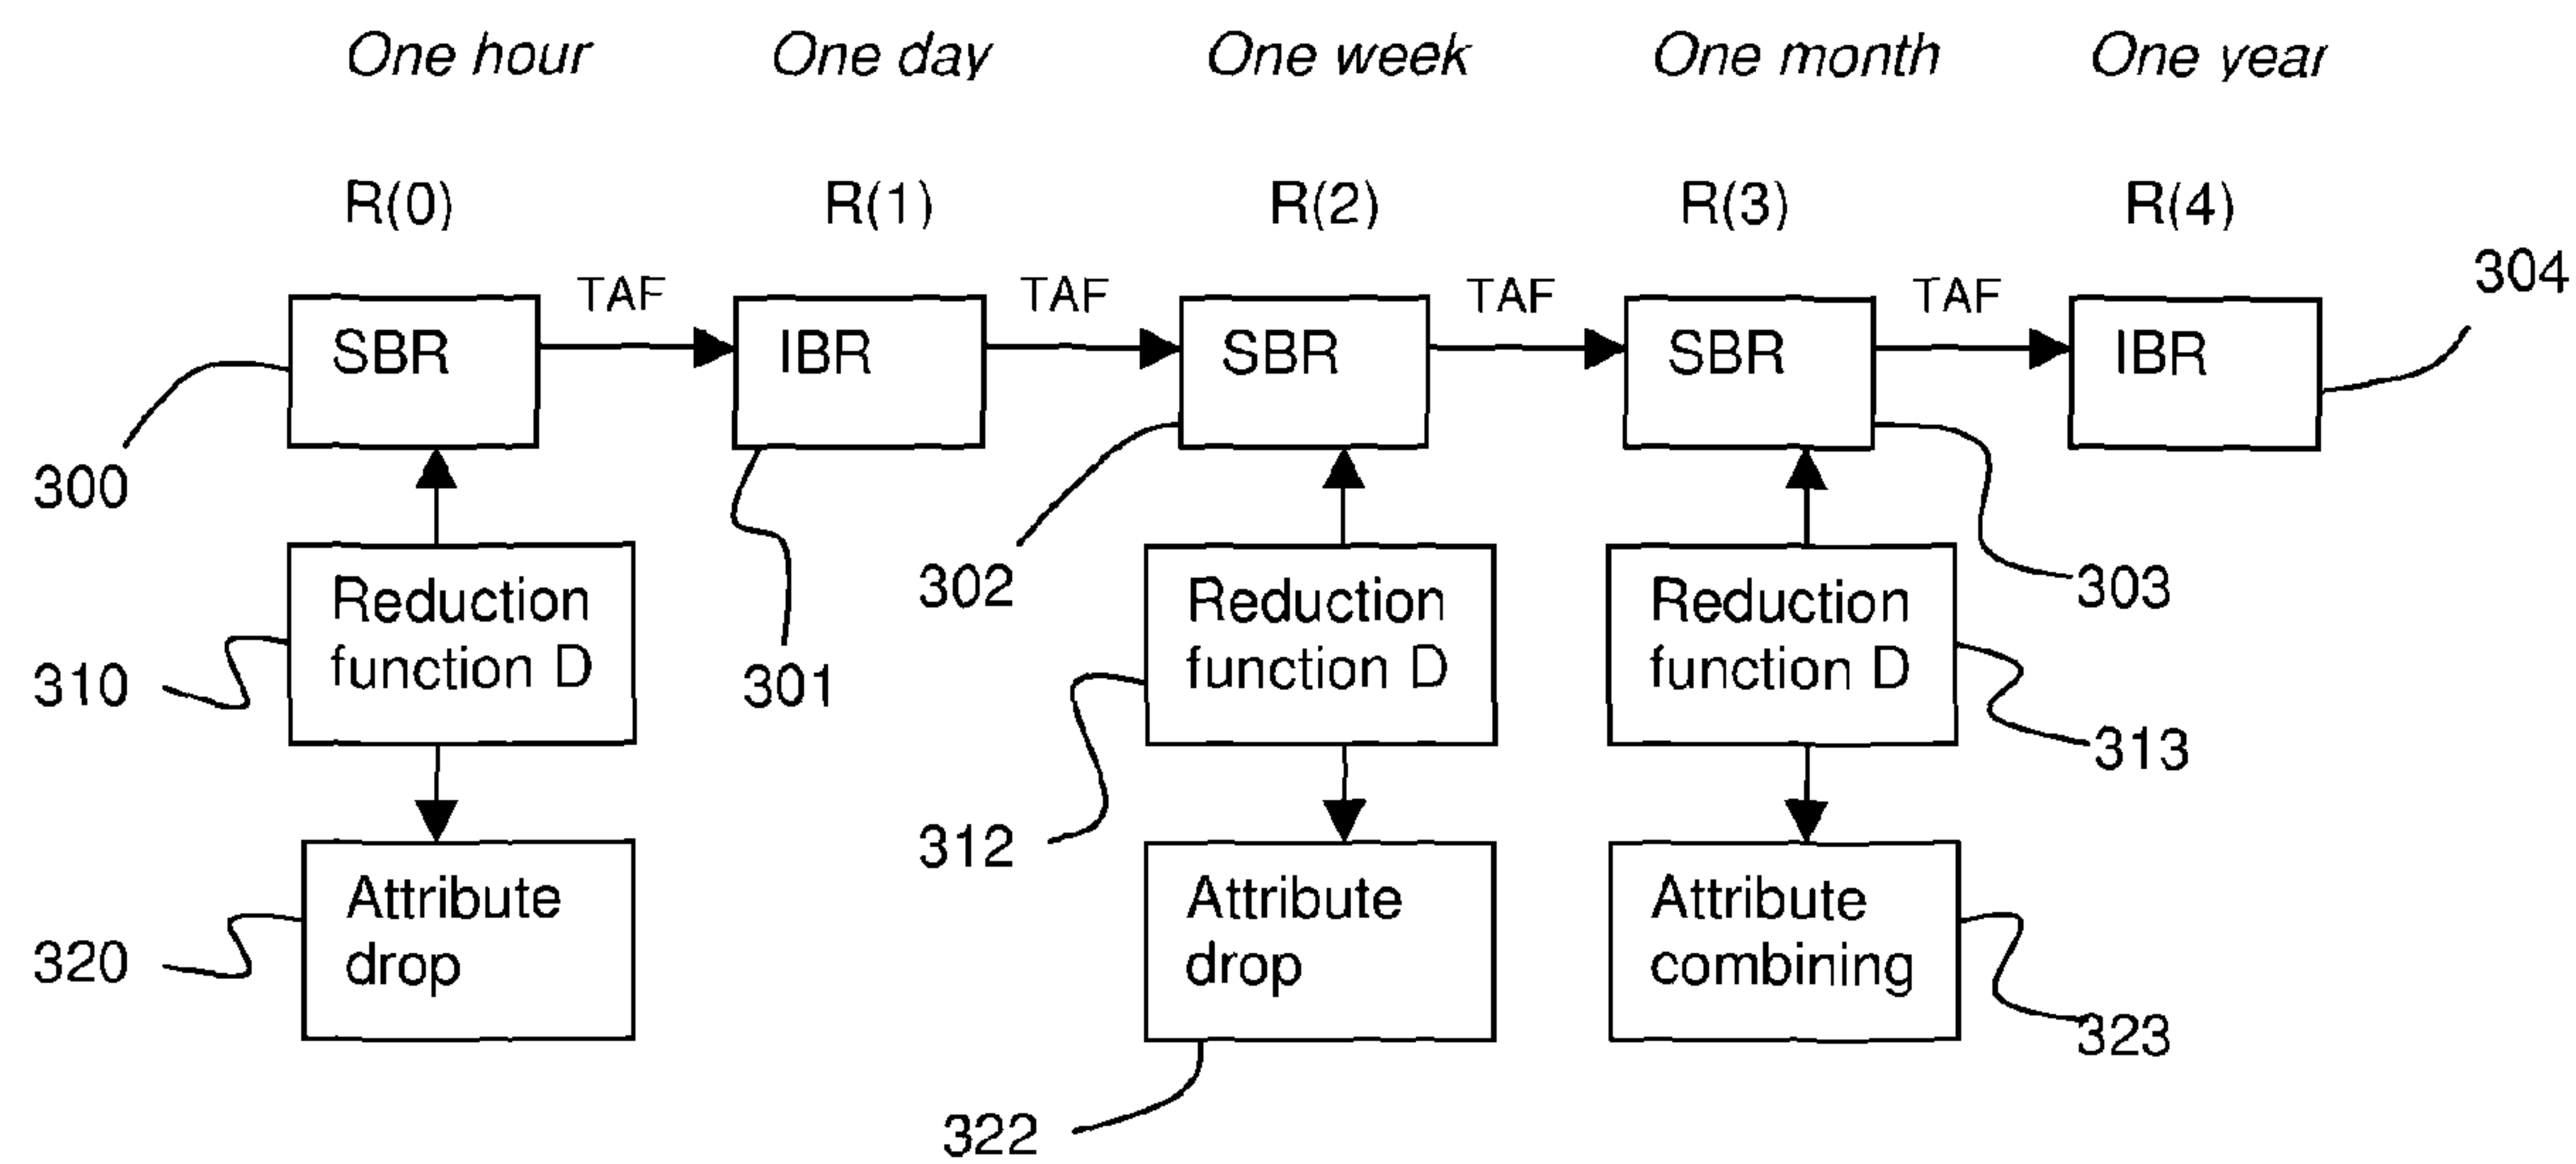 One hour
One day
One week
One month
One year
R(0)
R(1)
R(2)
R(3)
R(4)
304
TAF
TAF
TAF
TAF
SBR
IBR
SBR
SBR
IBR
300
302
303
Reduction
function D
Reduction
function D
Reduction
function D
310
301
313
312
Attribute
drop
Attribute
drop
Attribute
combining
320
323
322